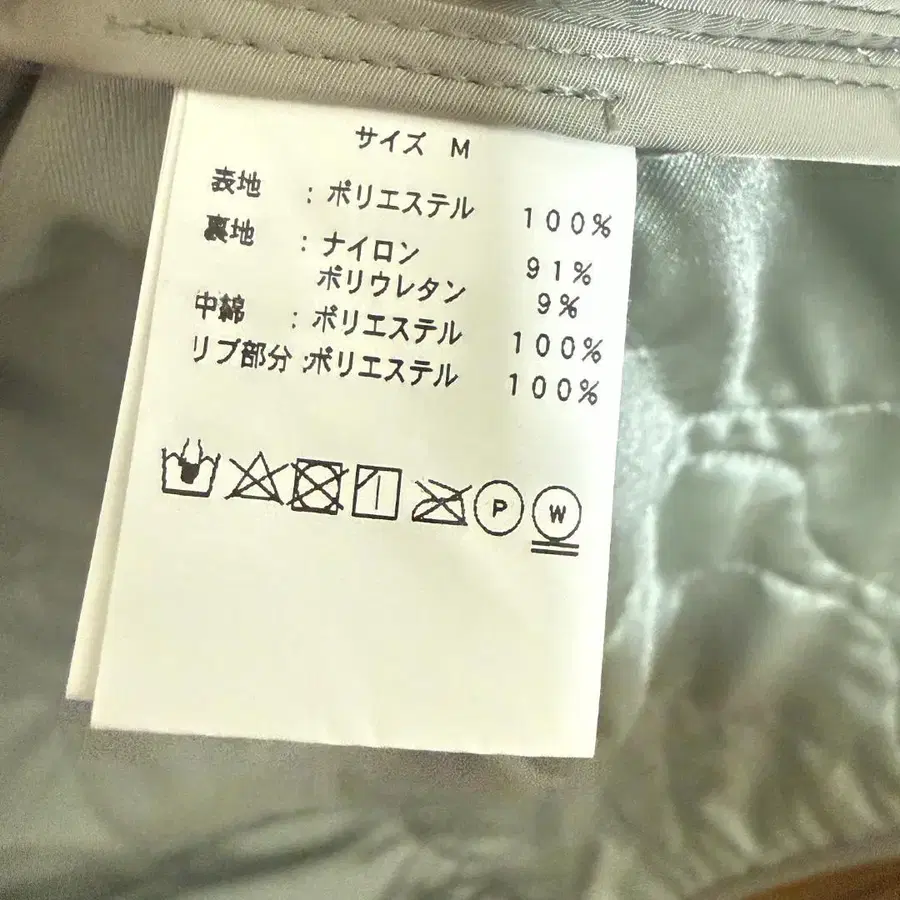 サイズ M
表地 : ポリエステル 100%
裏地 : ナイロン 91%
ポリウレタン 9%
中綿 : ポリエステル 100%
リブ部分 : ポリエステル 100%
P W